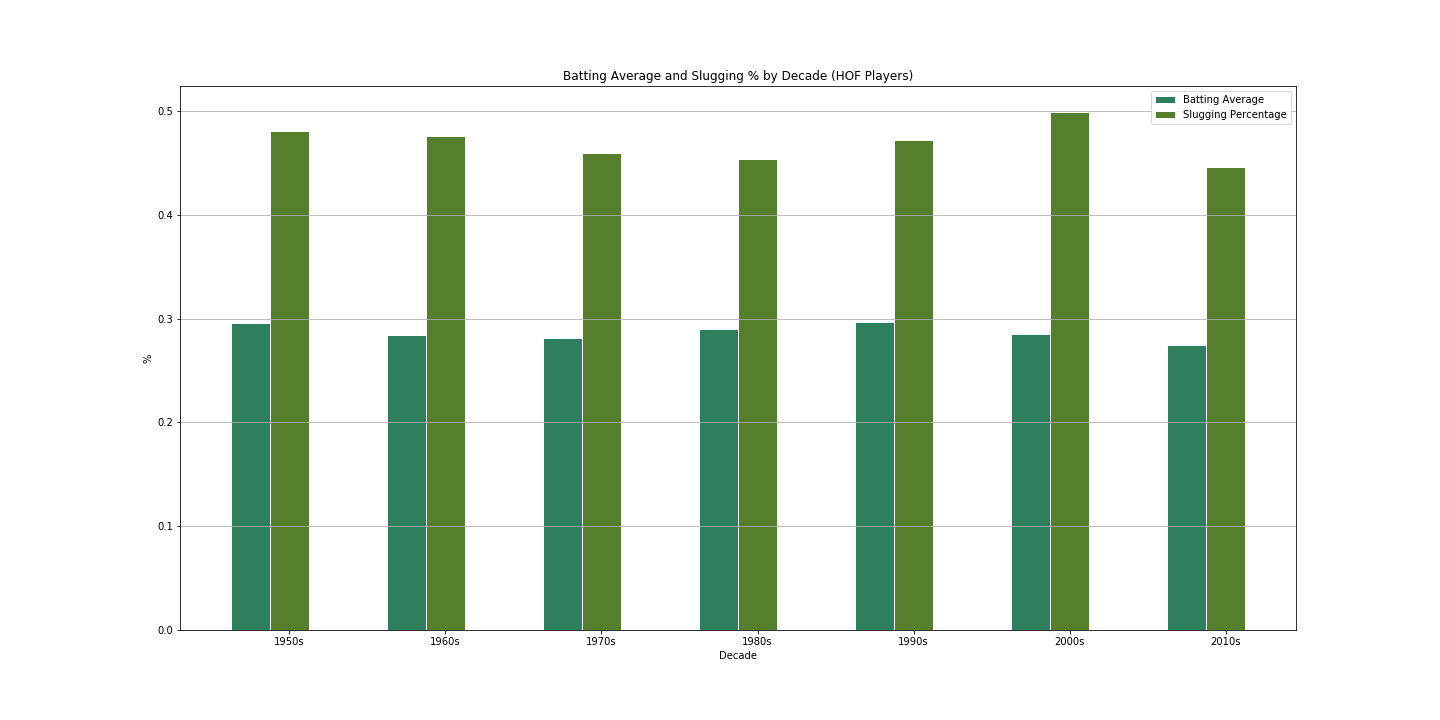 Batting Average and Slugging % by Decade (HOF Players)
Batting Average
Slugging Percentage
0.5
0.4
0.3
0.2
0.1
0.0
%
1950s 1960s 1970s 1980s 1990s 2000s 2010s
Decade